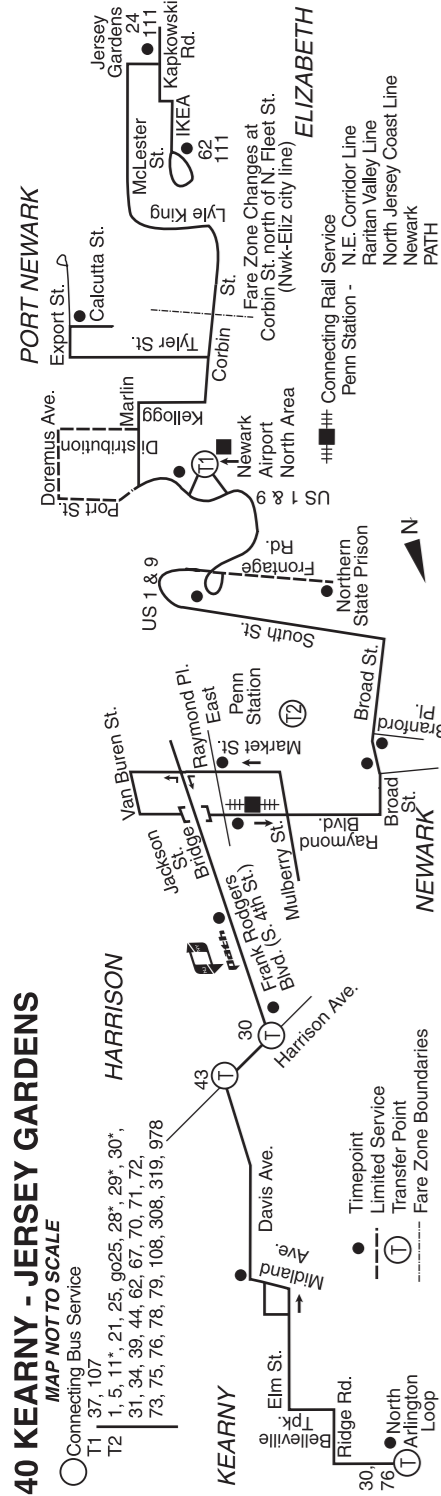 40 KEARNY - JERSEY GARDENS
MAP NOT TO SCALE
Connecting Bus Service
T1 37, 107
T2 1, 5, 11*, 21, 25, go25, 28*, 29*, 30*,
31, 34, 39, 44, 62, 67, 70, 71, 72,
73, 75, 76, 78, 79, 108, 308, 319, 978
KEARNY
30,
76
T
North
Arlington
Loop
Ridge Rd.
Belleville
Tpk.
Elm St.
Midland
Ave.
Davis Ave.
43
T
30
T
Harrison Ave.
HARRISON
Frank Rodgers
Blvd. (S. 4th St.)
path
Jackson
St.
Bridge
Van Buren St.
Raymond Pl.
East
Penn
Station
T2
Market St.
Mulberry St.
Raymond
Blvd.
Broad
St.
Branford
Pl.
NEWARK
Broad St.
South St.
US 1 & 9
Frontage
Rd.
Northern
State Prison
N
US 1 & 9
T1
Newark
Airport
North Area
Port St.
Doremus Ave.
Distribution
Marlin
Kellogg
Corbin
St.
Tyler St.
Export St.
Calcutta St.
PORT NEWARK
Lyle King
McLester
St.
IKEA
62
111
Jersey
Gardens
24
111
Kapkowski
Rd.
Fare Zone Changes at
Corbin St. north of N. Fleet St.
(Nwk-Eliz city line)
ELIZABETH
Connecting Rail Service
Penn Station - N.E. Corridor Line
Raritan Valley Line
North Jersey Coast Line
Newark
PATH
Timepoint
Limited Service
T Transfer Point
Fare Zone Boundaries